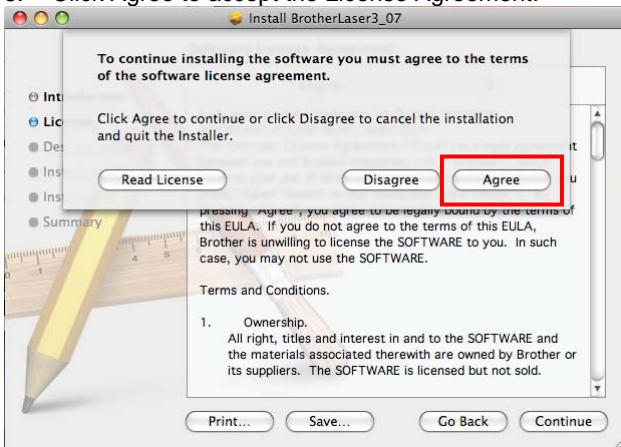 Click Agree to accept the License Agreement.
Install BrotherLaser3_07
To continue installing the software you must agree to the terms
of the software license agreement.
Click Agree to continue or click Disagree to cancel the installation
and quit the Installer.
Read License
Disagree
Agree
Int
Lic
Des
Inst
Inst
Summary
pressing "Agree", you agree to be legally bound by the terms of
this EULA. If you do not agree to the terms of this EULA,
Brother is unwilling to license the SOFTWARE to you. In such
case, you may not use the SOFTWARE.
Terms and Conditions.
1. Ownership.
All right, titles and interest in and to the SOFTWARE and
the materials associated therewith are owned by Brother or
its suppliers. The SOFTWARE is licensed but not sold.
Print...
Save...
Go Back
Continue